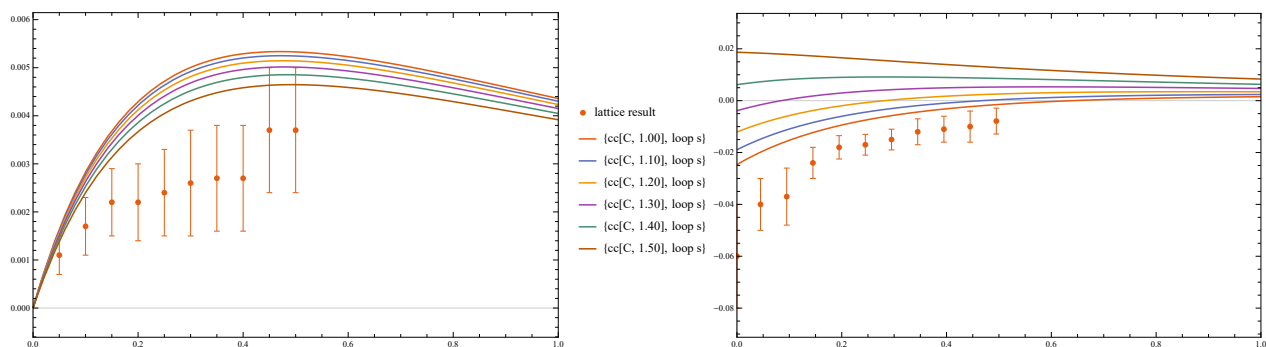 0.006
0.005
0.004
0.003
0.002
0.001
0.000
0.0 0.2 0.4 0.6 0.8 1.0
lattice result
{cc[C, 1.00], loop s}
{cc[C, 1.10], loop s}
{cc[C, 1.20], loop s}
{cc[C, 1.30], loop s}
{cc[C, 1.40], loop s}
{cc[C, 1.50], loop s}
0.02
0.00
−0.02
−0.04
−0.06
−0.08
0.0 0.2 0.4 0.6 0.8 1.0